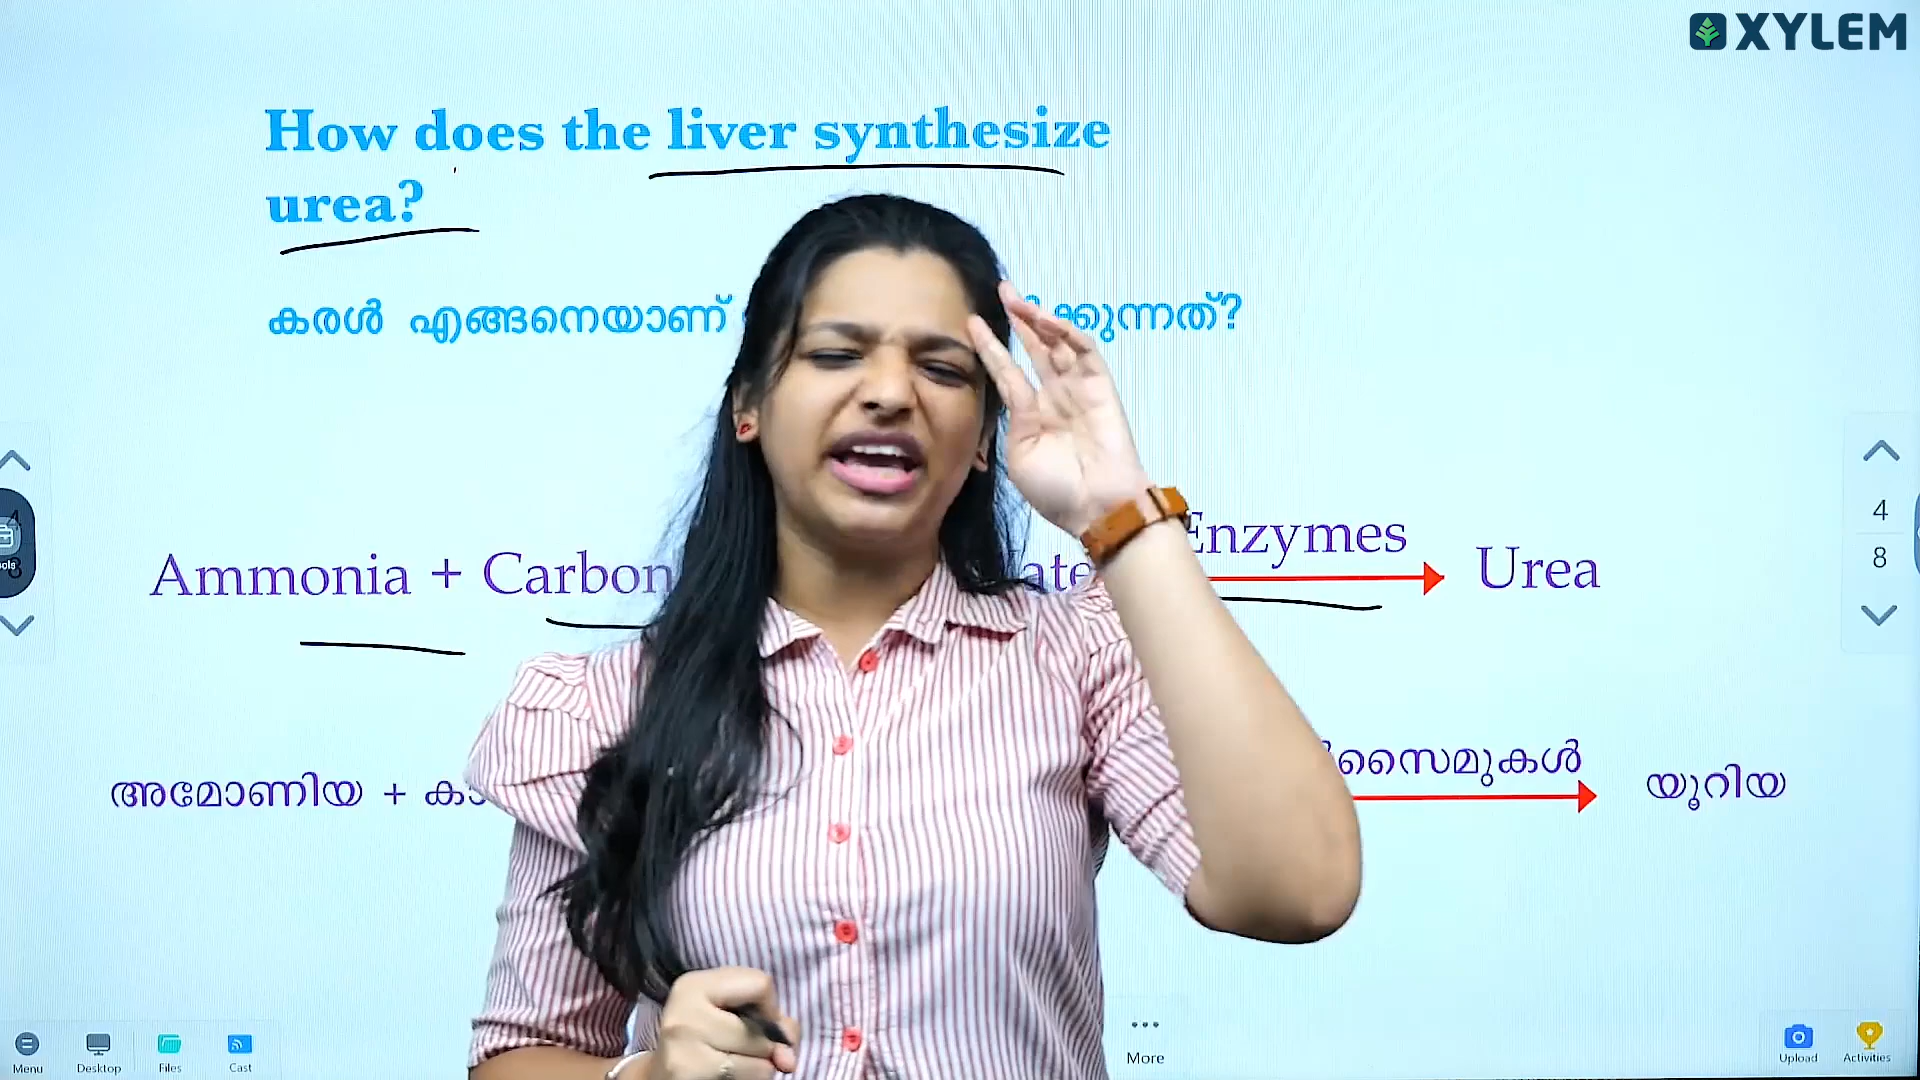 XYLEM
How does the liver synthesize
urea?
കരൾ എങ്ങനെയാണ്
Enzymes
Ammonia + Carbon Urea
അമോണിയ + യൂറിയ
4
8
Menu Desktop Files Cast More Upload Activities